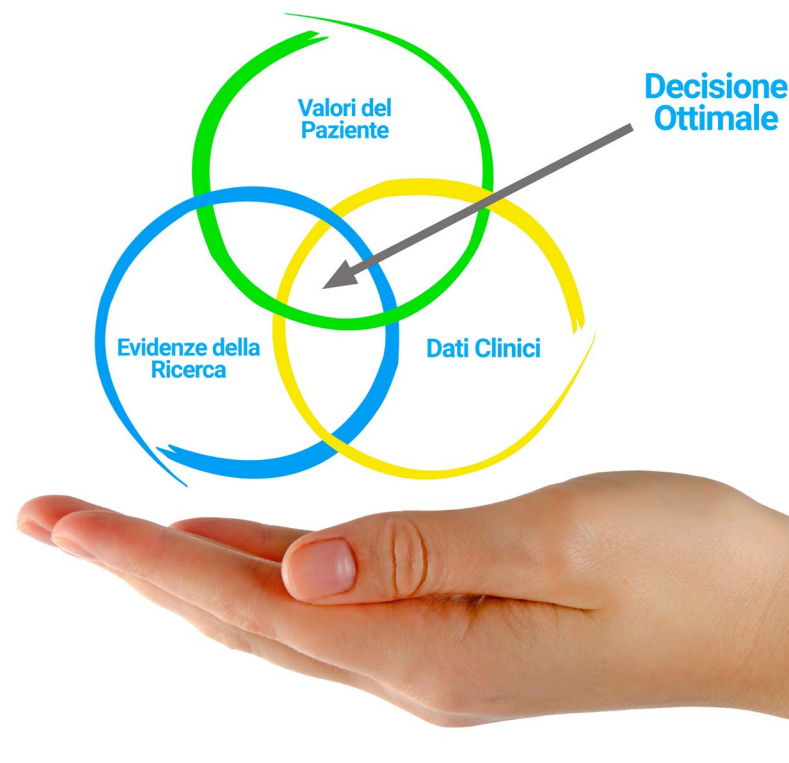 Valori del
Paziente
Decisione
Ottimale
Evidenze della
Ricerca
Dati Clinici